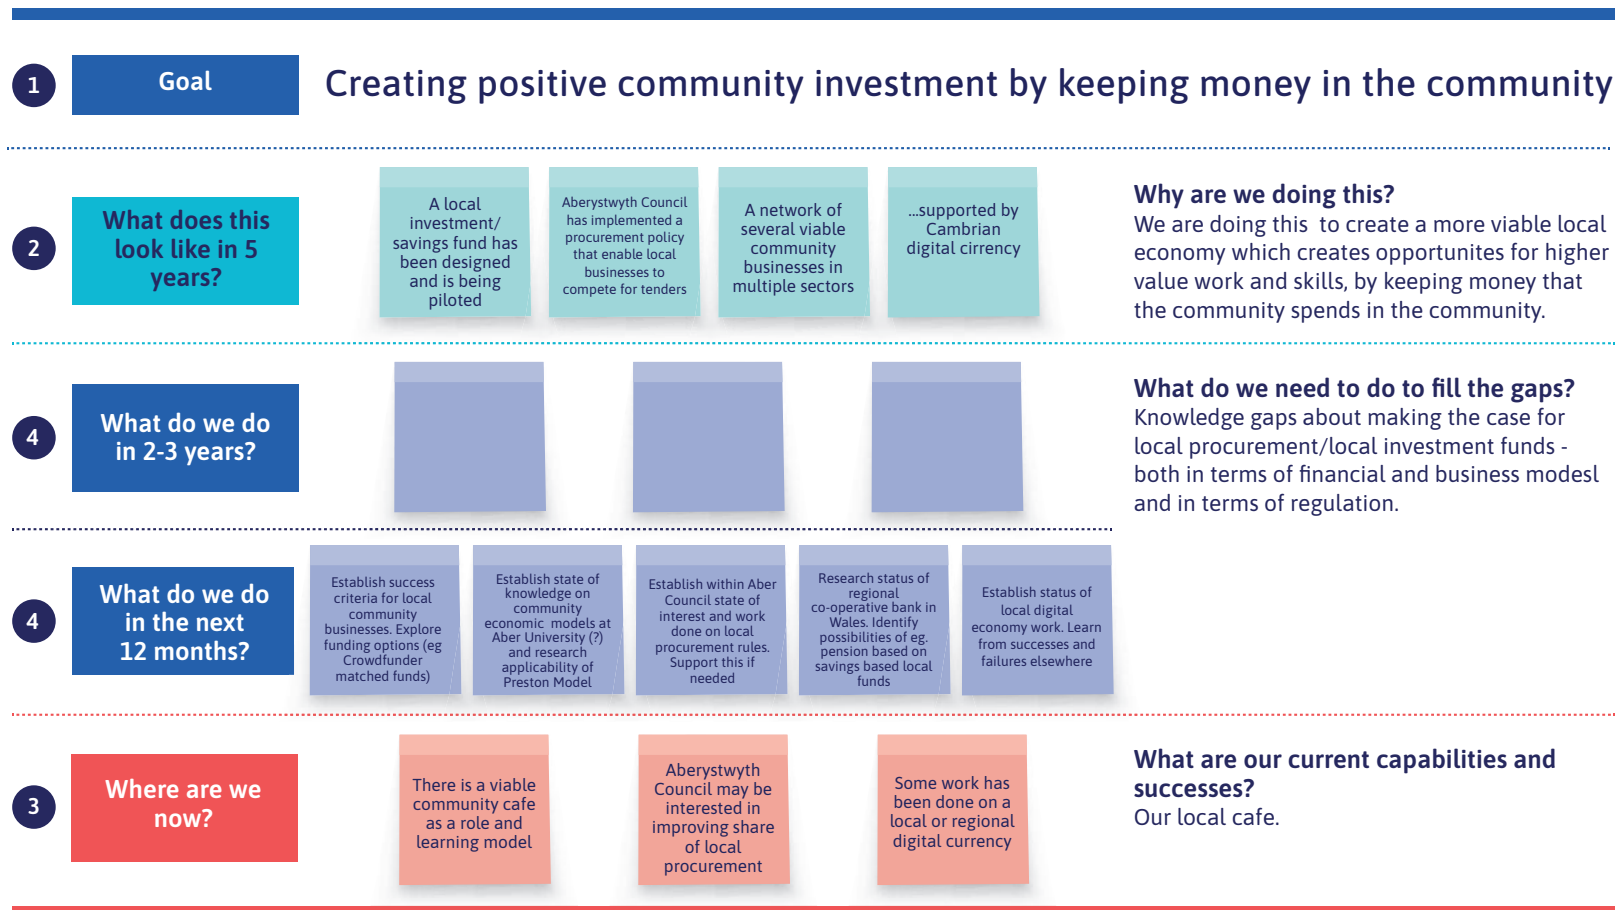 1
Goal
Creating positive community investment by keeping money in the community
2
What does this
look like in 5
years?
A local
investment/
savings fund has
been designed
and is being
piloted
Aberystwyth Council
has implemented a
procurement policy
that enable local
businesses to
compete for tenders
A network of
several viable
community
businesses in
multiple sectors
...supported by
Cambrian
digital cirrency
Why are we doing this?
We are doing this  to create a more viable local
economy which creates opportunites for higher
value work and skills, by keeping money that
the community spends in the community.
4
What do we do
in 2-3 years?
What do we need to do to fill the gaps?
Knowledge gaps about making the case for
local procurement/local investment funds -
both in terms of financial and business modesl
and in terms of regulation.
4
What do we do
in the next
12 months?
Establish success
criteria for local
community
businesses. Explore
funding options (eg
Crowdfunder
matched funds)
Establish state of
knowledge on
community
economic  models at
Aber University (?)
and research
applicability of
Preston Model
Establish within Aber
Council state of
interest and work
done on local
procurement rules.
Support this if
needed
Research status of
regional
co-operative bank in
Wales. Identify
possibilities of eg.
pension based on
savings based local
funds
Establish status of
local digital
economy work. Learn
from successes and
failures elsewhere
3
Where are we
now?
There is a viable
community cafe
as a role and
learning model
Aberystwyth
Council may be
interested in
improving share
of local
procurement
Some work has
been done on a
local or regional
digital currency
What are our current capabilities and
successes?
Our local cafe.